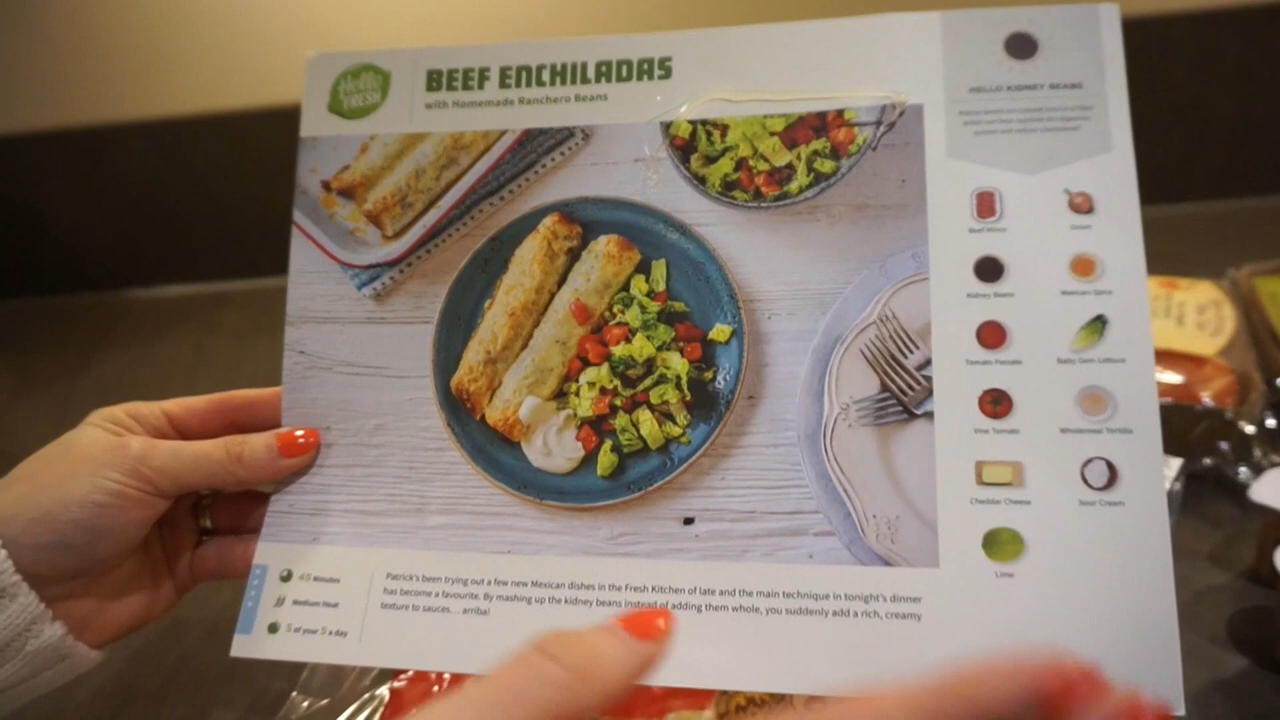 Hello
FRESH
BEEF ENCHILADAS
with Homemade Ranchero Beans
HELLO KIDNEY BEANS
Beef Mince
Onion
Kidney Beans
Mexican Spice
Tomato Passata
Baby Gem Lettuce
Vine Tomato
Wholemeal Tortilla
Cheddar Cheese
Sour Cream
Lime
45 Minutes
Medium Heat
5 of your 5 a day
Patrick's been trying out a few new Mexican dishes in the Fresh Kitchen of late and the main technique in tonight's dinner
has become a favourite. By mashing up the kidney beans instead of adding them whole, you suddenly add a rich, creamy
texture to sauces... arriba!